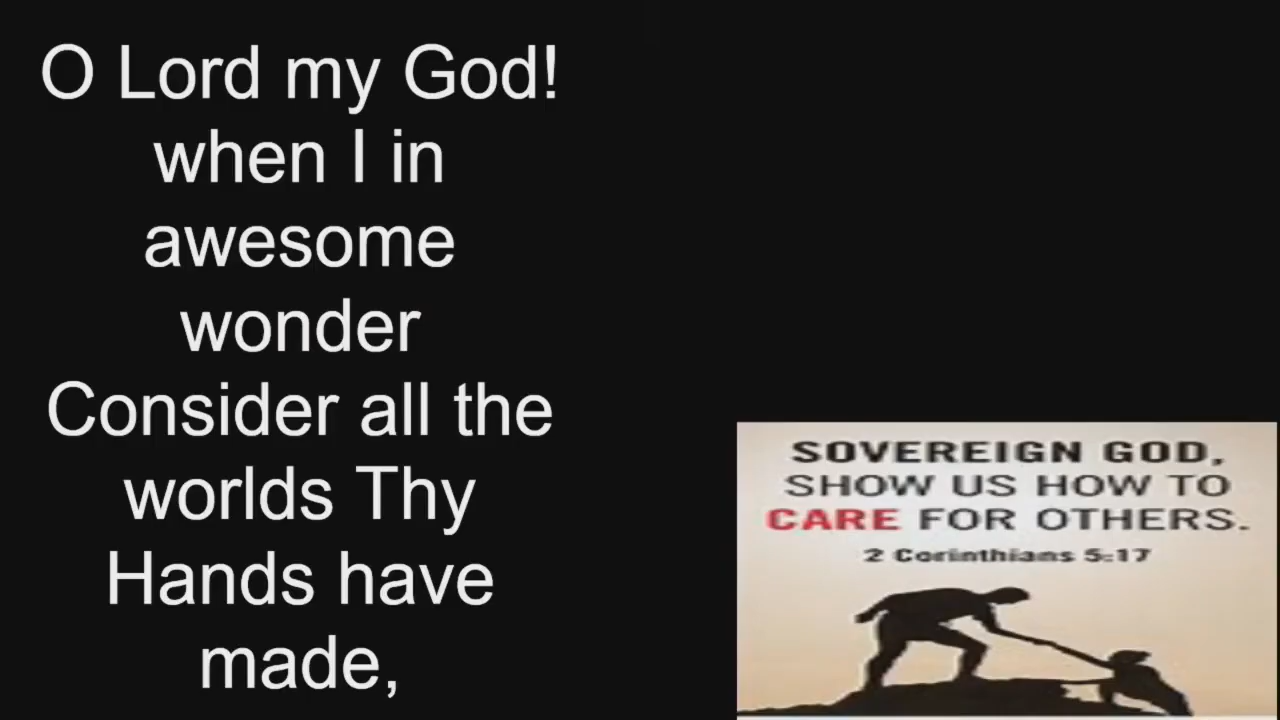 O Lord my God!
when I in
awesome
wonder
Consider all the
worlds Thy
Hands have
made,
SOVEREIGN GOD,
SHOW US HOW TO
CARE FOR OTHERS.
2 Corinthians 5:17